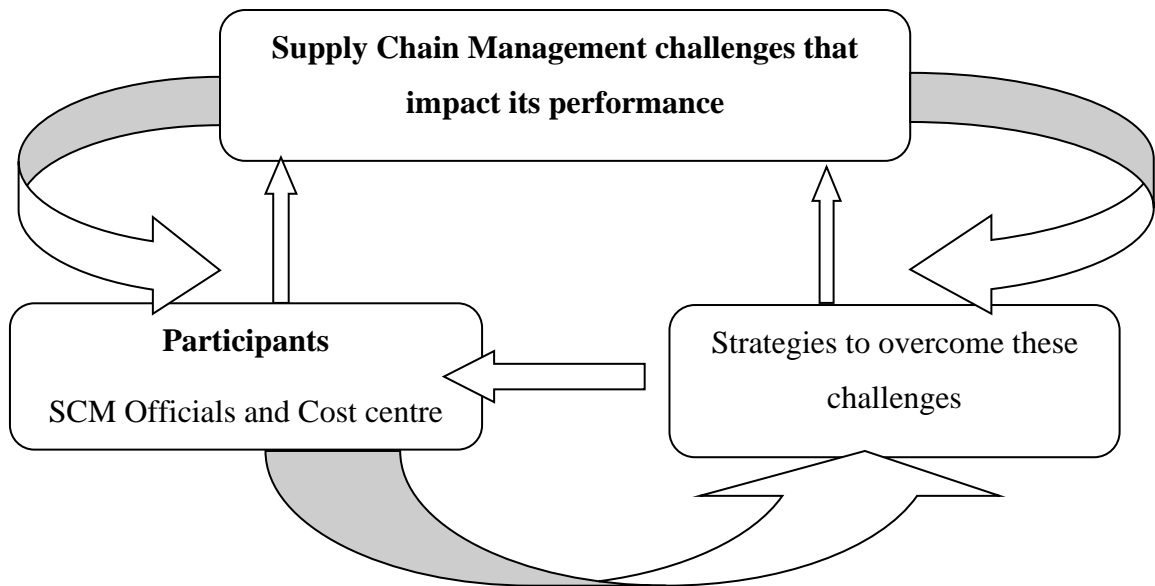 Supply Chain Management challenges that
impact its performance
Participants
SCM Officials and Cost centre
Strategies to overcome these
challenges